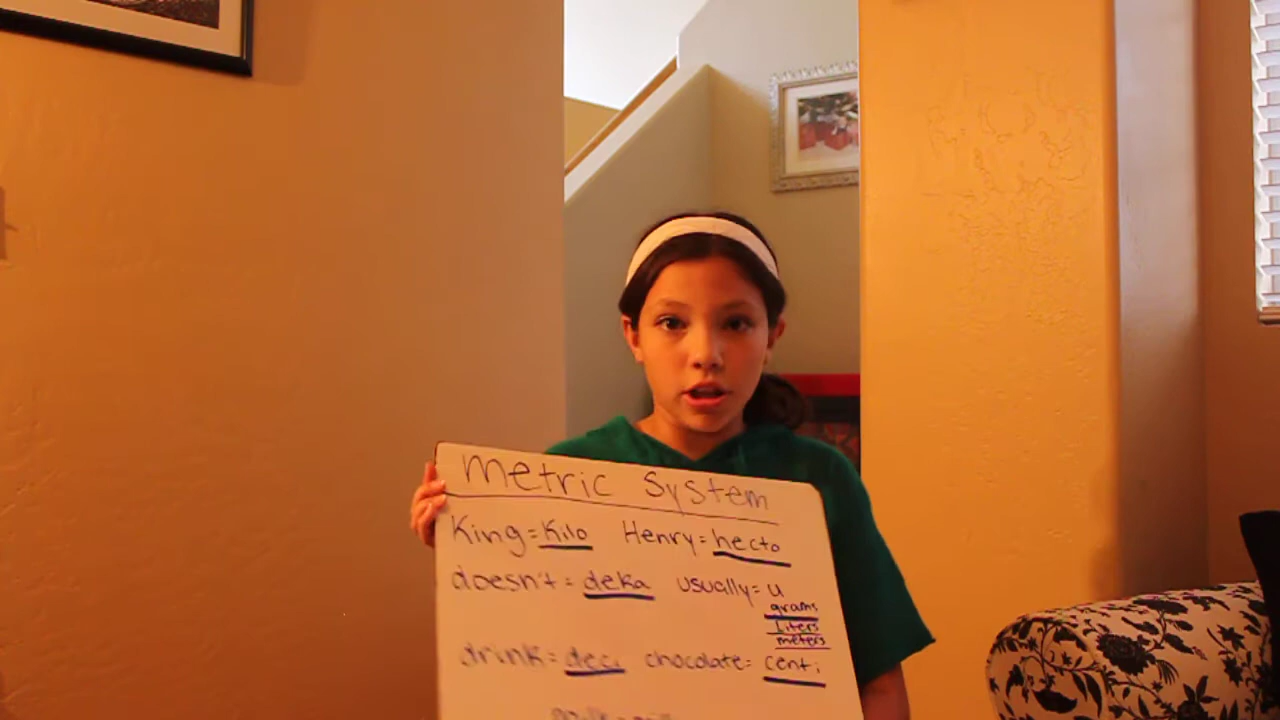 Metric System
King=Kilo Henry=hecto
doesn't=deka usually=u
grams
liters
meters
drink=deci chocolate=centi